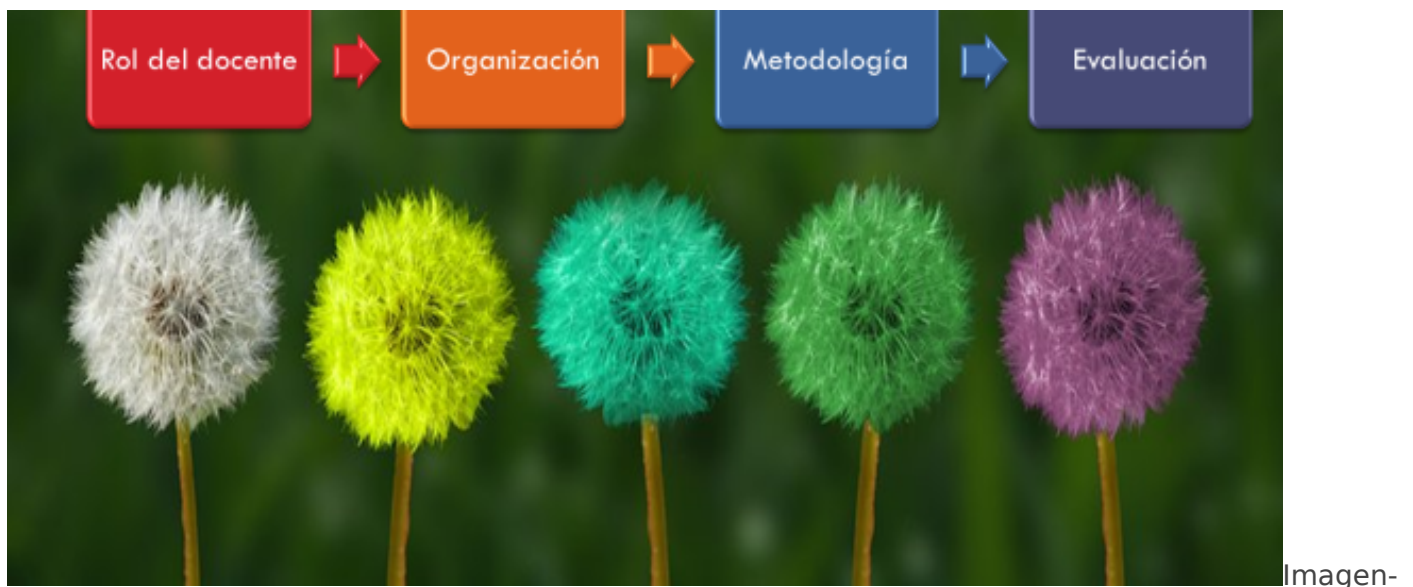 Rol del docente
Organización
Metodología
Evaluación
Imagen-